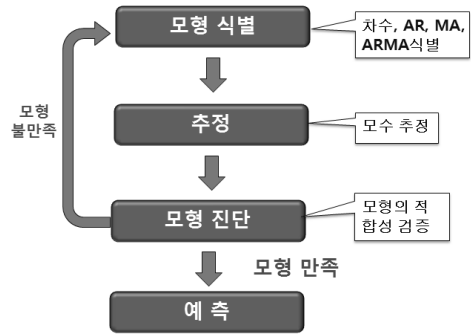 모형 식별
차수, AR, MA,
ARMA식별
모형
불만족
추정
모수 추정
모형 진단
모형의 적
합성 검증
모형 만족
예 측